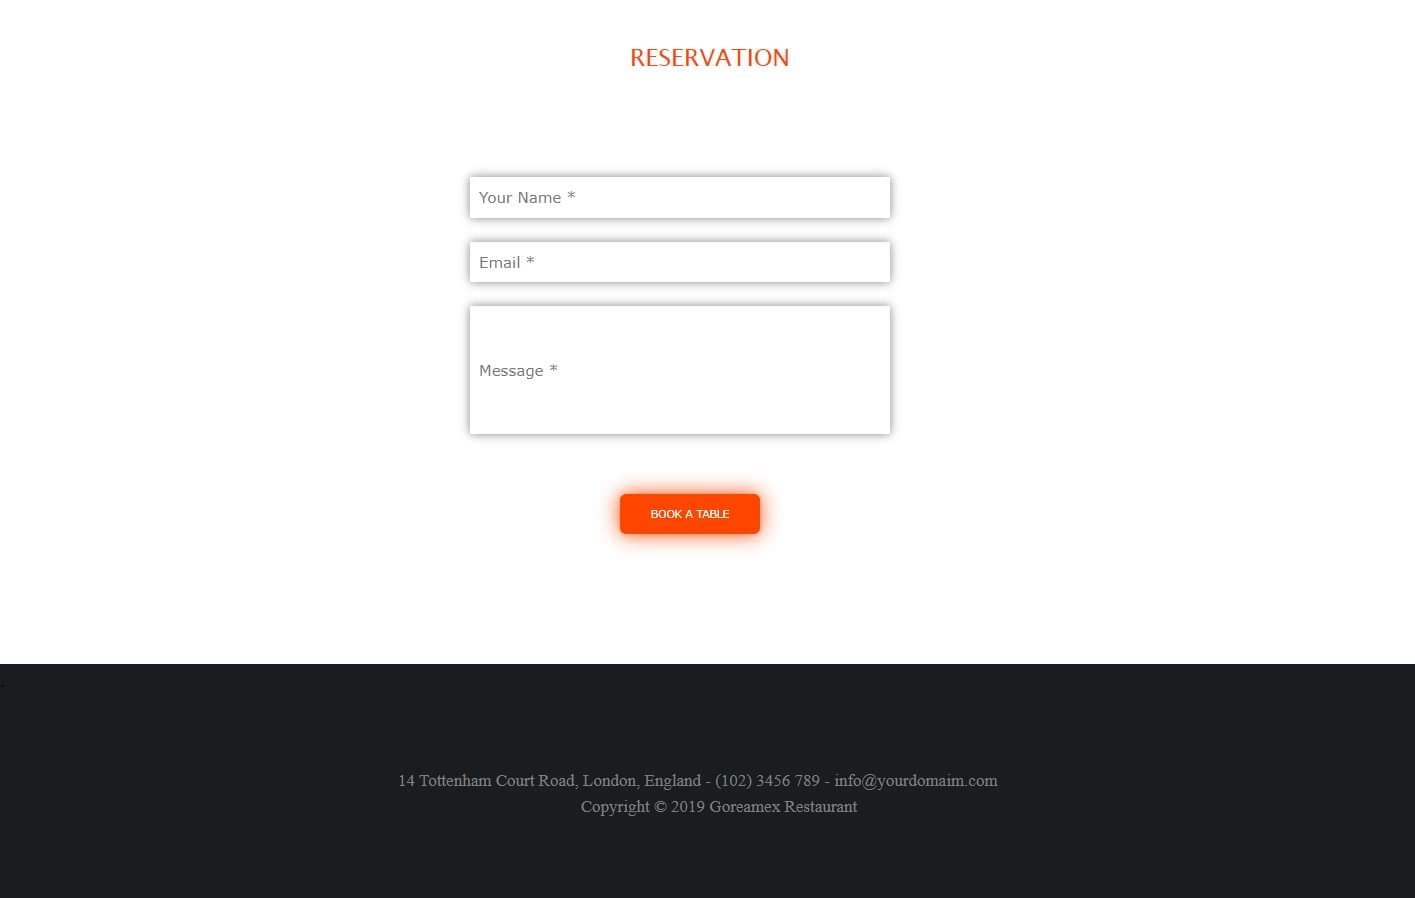 RESERVATION
Your Name *
Email *
Message *
BOOK A TABLE
14 Tottenham Court Road, London, England - (102) 3456 789 - info@yourdomaim.com
Copyright © 2019 Goreamex Restaurant